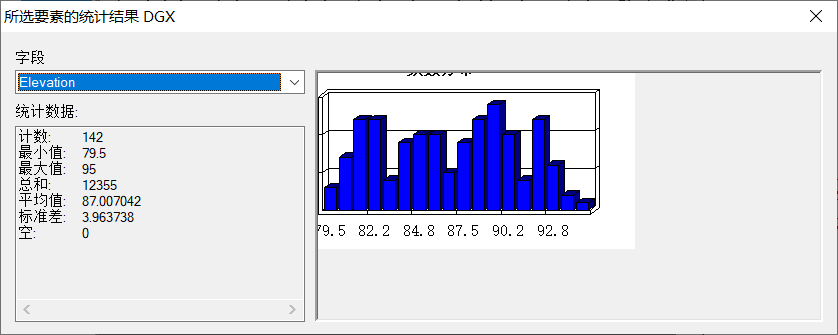 所选要素的统计结果 DGX
字段
Elevation
统计数据:
计数: 142
最小值: 79.5
最大值: 95
总和: 12355
平均值: 87.007042
标准差: 3.963738
空: 0
79.5 82.2 84.8 87.5 90.2 92.8